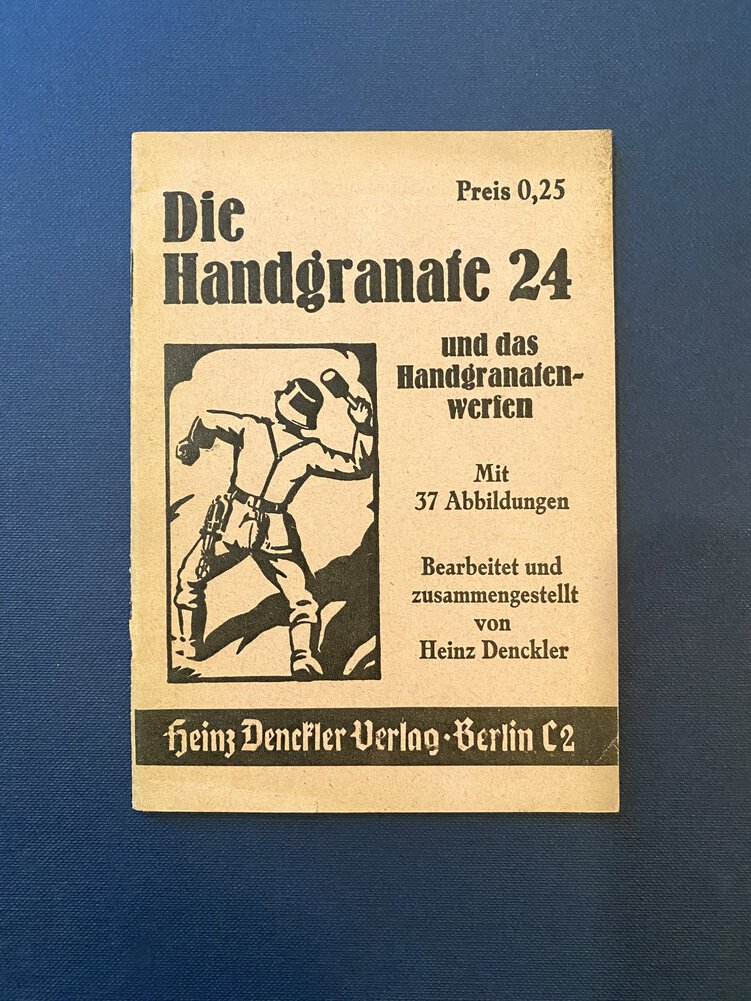 Preis 0,25
Die
Handgranate 24
und das
Handgranaten-
werfen
Mit
37 Abbildungen
Bearbeitet und
zusammengestellt
von
Heinz Denckler
Heinz Denckler Verlag · Berlin C2